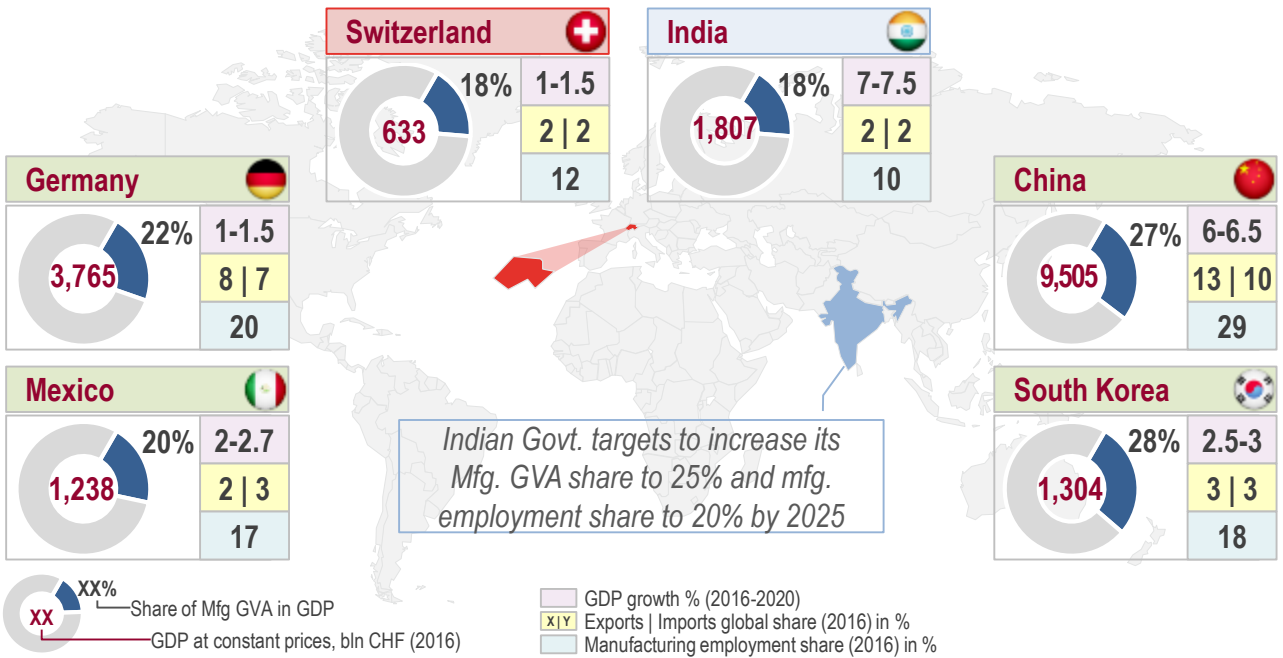 Switzerland
18%
633
1-1.5
2 | 2
12
India
18%
1,807
7-7.5
2 | 2
10
Germany
22%
3,765
1-1.5
8 | 7
20
China
27%
9,505
6-6.5
13 | 10
29
Mexico
20%
1,238
2-2.7
2 | 3
17
Indian Govt. targets to increase its
Mfg. GVA share to 25% and mfg.
employment share to 20% by 2025
South Korea
28%
1,304
2.5-3
3 | 3
18
XX%
XX
Share of Mfg GVA in GDP
GDP at constant prices, bln CHF (2016)
GDP growth % (2016-2020)
X|Y Exports | Imports global share (2016) in %
Manufacturing employment share (2016) in %